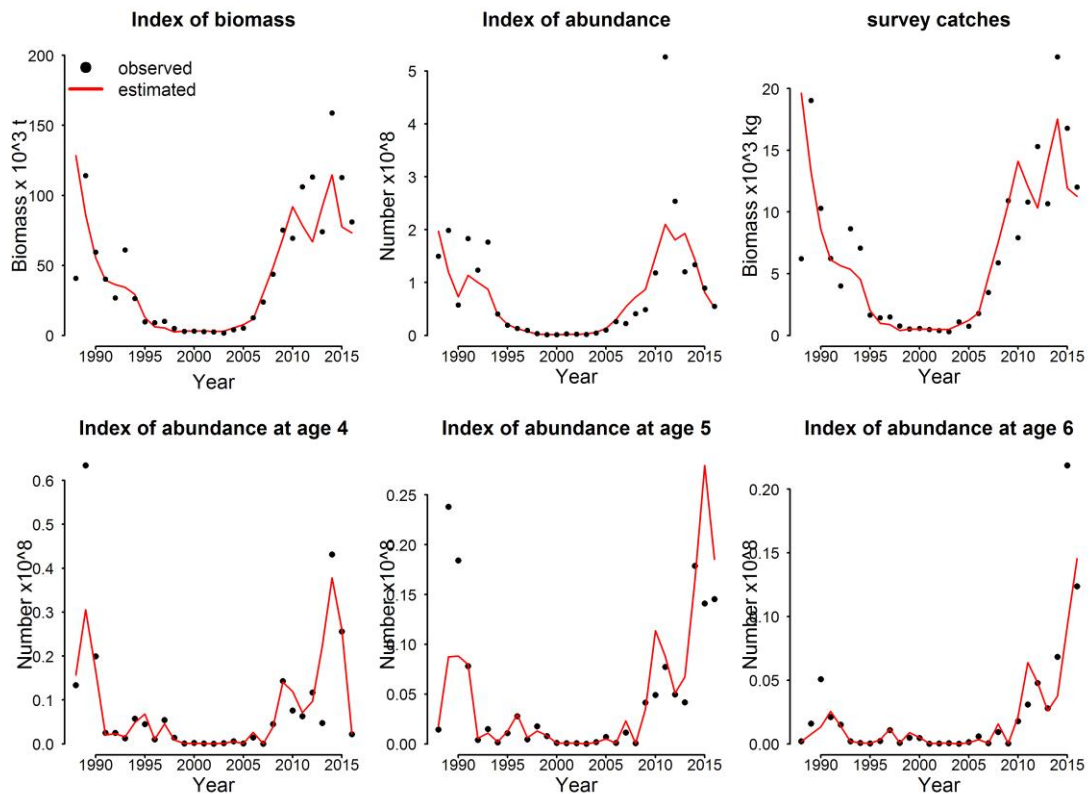 Index of biomass
Index of abundance
survey catches
200
150
100
50
0
Biomass x 10^3 t
observed
estimated
1990 1995 2000 2005 2010 2015
Year
5
4
3
2
1
0
Number x10^8
1990 1995 2000 2005 2010 2015
Year
20
15
10
5
0
Biomass x10^3 kg
1990 1995 2000 2005 2010 2015
Year
Index of abundance at age 4
Index of abundance at age 5
Index of abundance at age 6
0.6
0.5
0.4
0.3
0.2
0.1
0.0
Number x10^8
1990 1995 2000 2005 2010 2015
Year
0.25
0.20
0.15
0.10
0.05
0.00
Number x10^8
1990 1995 2000 2005 2010 2015
Year
0.20
0.15
0.10
0.05
0.00
Number x10^8
1990 1995 2000 2005 2010 2015
Year